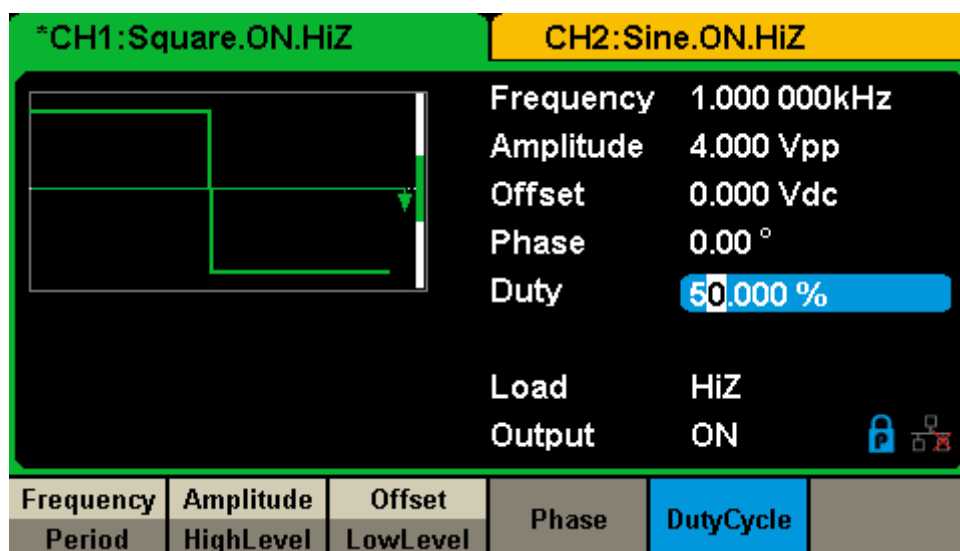 *CH1:Square.ON.HiZ
CH2:Sine.ON.HiZ
Frequency 1.000 000kHz
Amplitude 4.000 Vpp
Offset 0.000 Vdc
Phase 0.00 °
Duty 50.000 %
Load HiZ
Output ON
P
Frequency Amplitude Offset Phase DutyCycle
Period HighLevel LowLevel